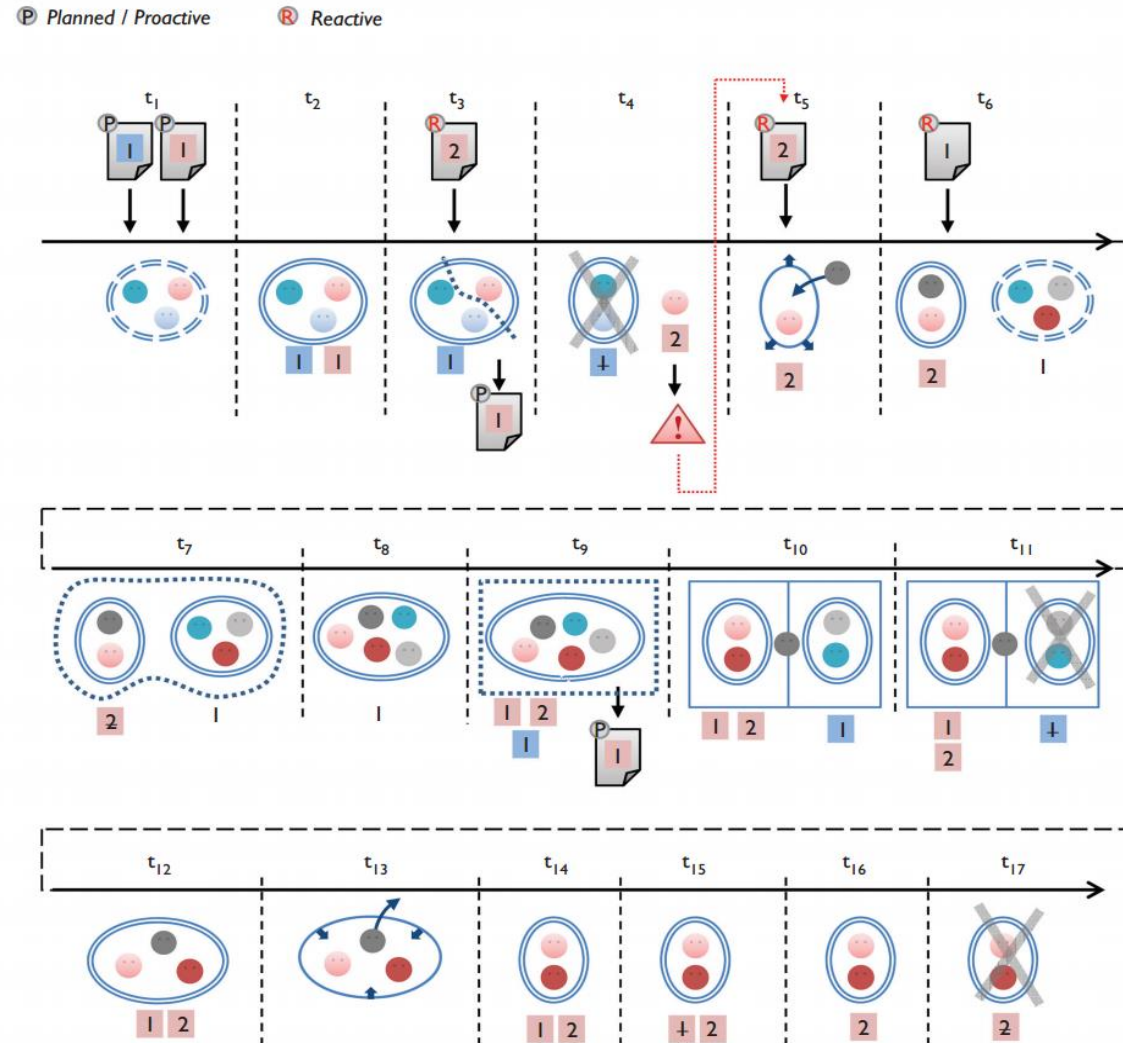 P Planned / Proactive R Reactive
t1 t2 t3 t4 t5 t6
P P R R R
1 1 2 2 1
1 1 1 1 2 2 2 1
P
1
!
t7 t8 t9 t10 t11
2 1 1 1 2 1 2 1 1 1
1 2
P
1
t12 t13 t14 t15 t16 t17
1 2 1 2 1 2 2 2